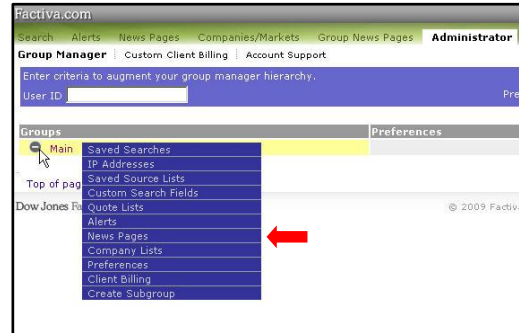 Factiva.com
Search Alerts News Pages Companies/Markets Group News Pages Administrator
Group Manager Custom Client Billing Account Support
Enter criteria to augment your group manager hierarchy.
User ID Pre
Groups Preferences
Main
Saved Searches
IP Addresses
Saved Source Lists
Custom Search Fields
Quote Lists
Alerts
News Pages
Company Lists
Preferences
Client Billing
Create Subgroup
Top of pag
Dow Jones Fa © 2009 Factiv